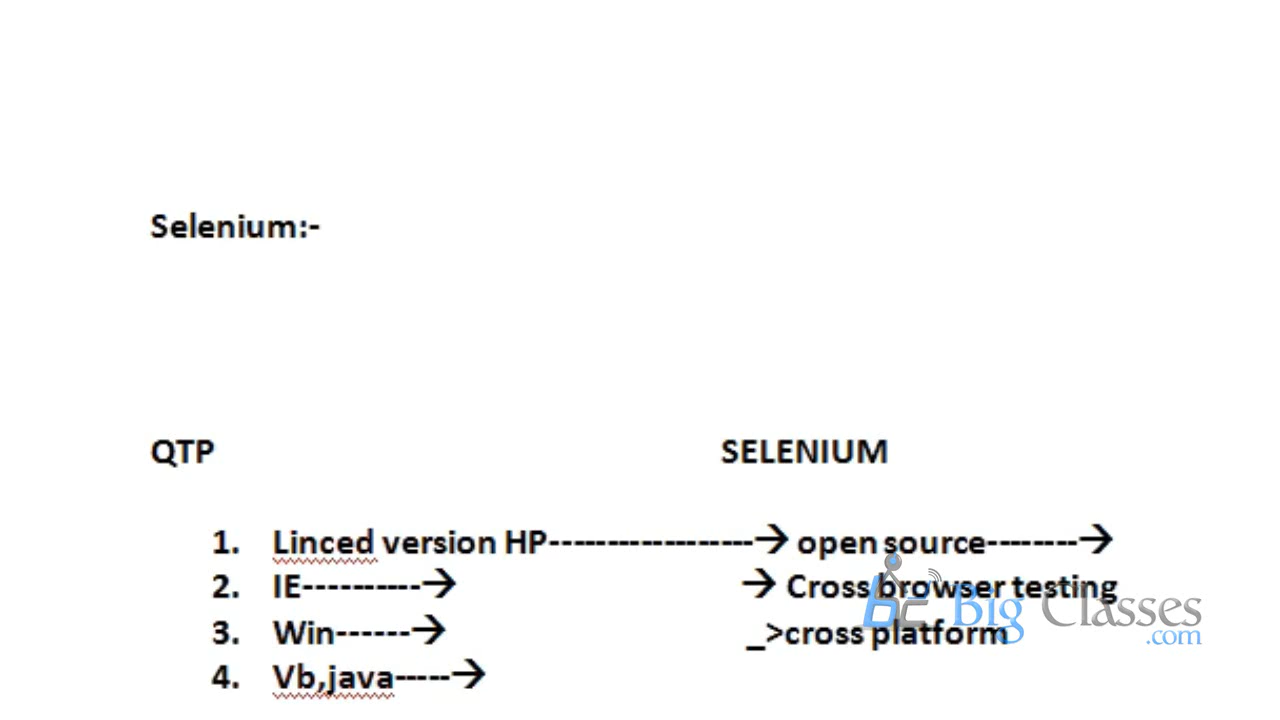 Selenium:-
QTP SELENIUM
1. Linced version HP------------------→ open source--------→
2. IE----------→ → Cross browser testing
3. Win------→ _>cross platform
4. Vb,java-----→
Big Classes
.com